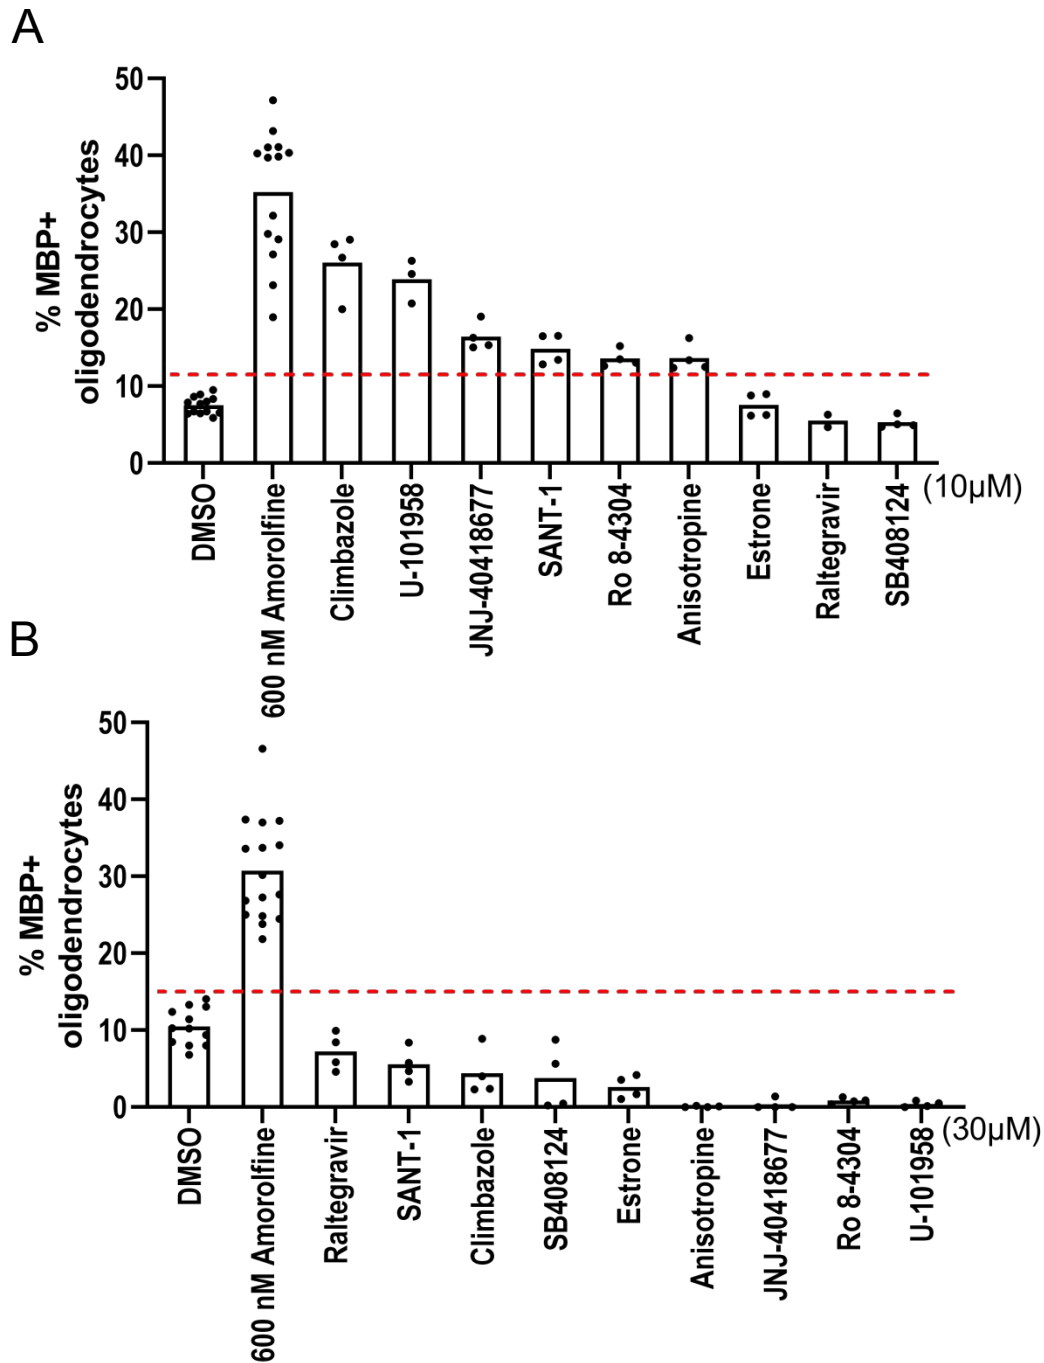 A
% MBP+
oligodendrocytes
50
40
30
20
10
0
DMSO
600 nM Amorolfine
Climbazole
U-101958
JNJ-40418677
SANT-1
Ro 8-4304
Anisotropine
Estrone
Raltegravir
SB408124
(10µM)
B
% MBP+
oligodendrocytes
50
40
30
20
10
0
DMSO
600 nM Amorolfine
Raltegravir
SANT-1
Climbazole
SB408124
Estrone
Anisotropine
JNJ-40418677
Ro 8-4304
U-101958
(30µM)